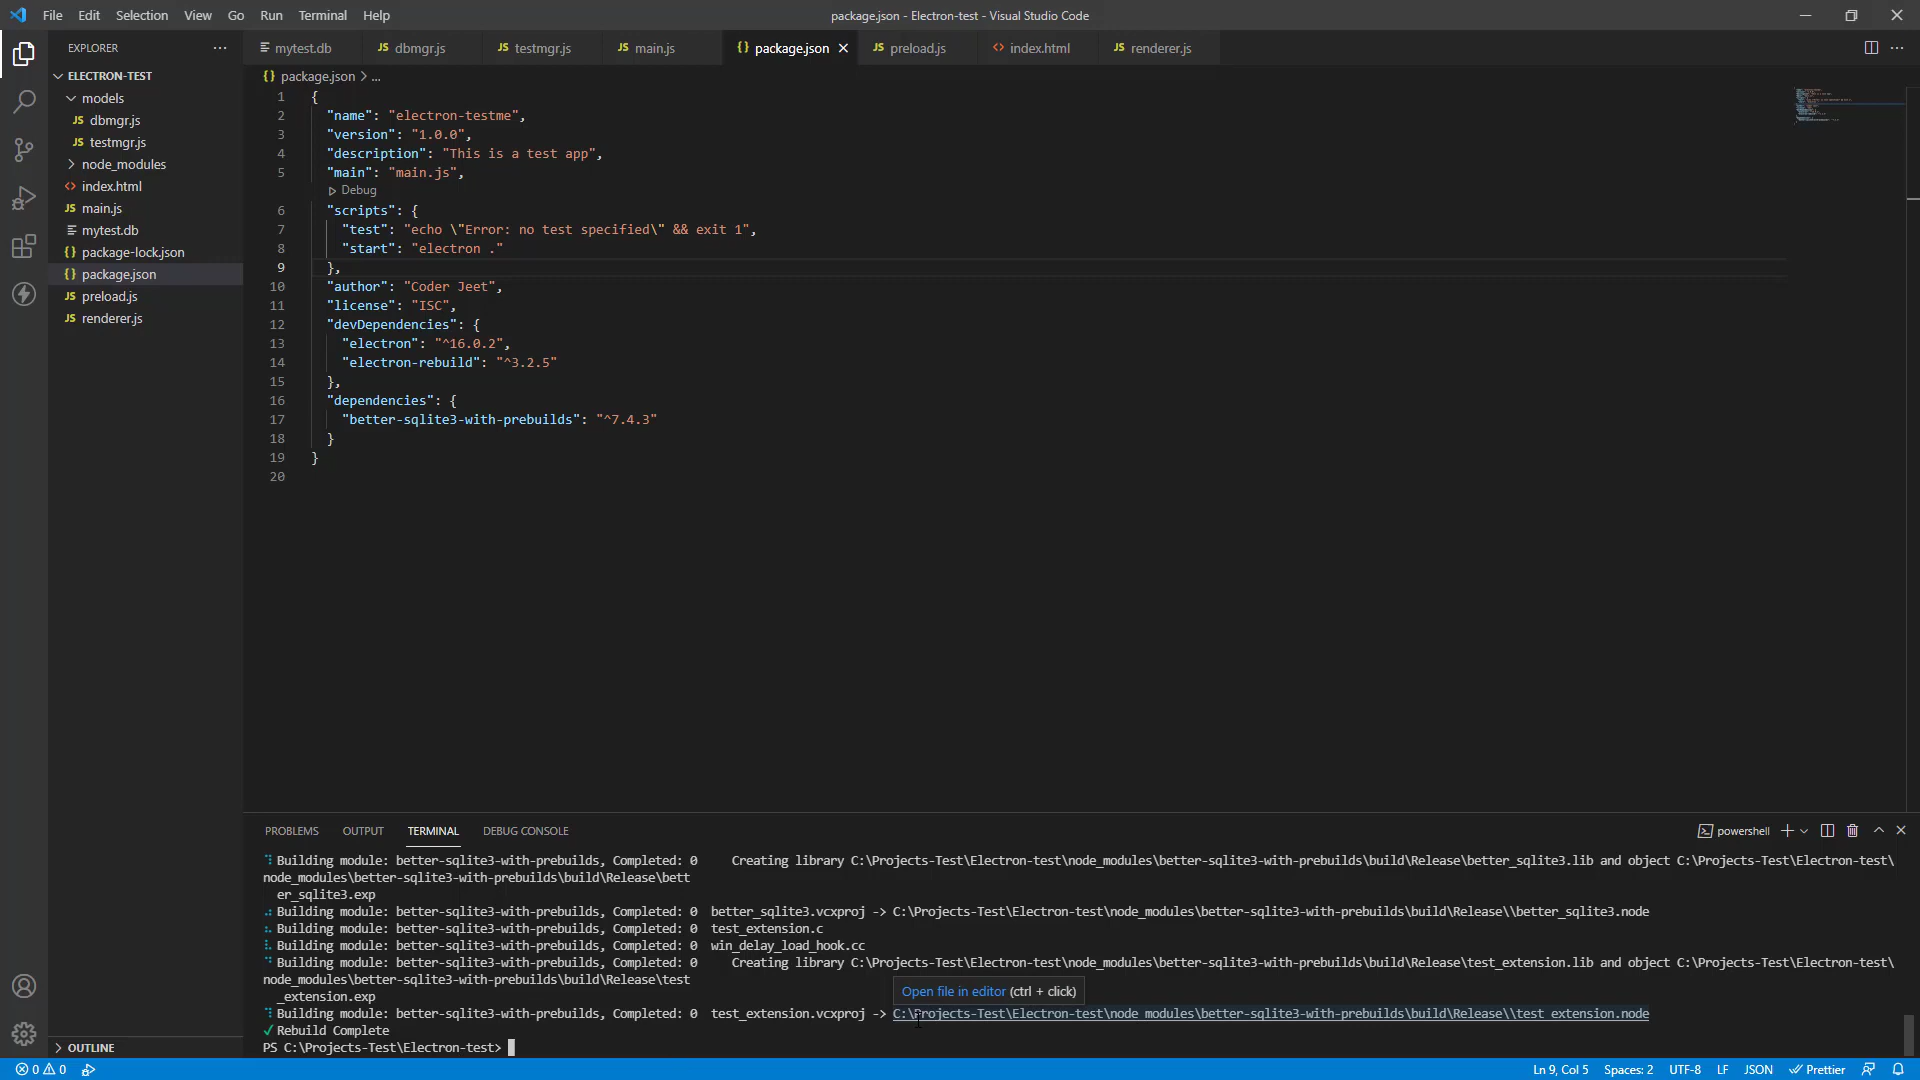 File Edit Selection View Go Run Terminal Help
package.json - Electron-test - Visual Studio Code
EXPLORER
ELECTRON-TEST
models
JS dbmgr.js
JS testmgr.js
node_modules
<> index.html
JS main.js
mytest.db
{} package-lock.json
{} package.json
JS preload.js
JS renderer.js
OUTLINE
mytest.db JS dbmgr.js JS testmgr.js JS main.js {} package.json JS preload.js <> index.html JS renderer.js
{} package.json > ...
1 {
2 "name": "electron-testme",
3 "version": "1.0.0",
4 "description": "This is a test app",
5 "main": "main.js",
Debug
6 "scripts": {
7 "test": "echo \"Error: no test specified\" && exit 1",
8 "start": "electron ."
9 },
10 "author": "Coder Jeet",
11 "license": "ISC",
12 "devDependencies": {
13 "electron": "^16.0.2",
14 "electron-rebuild": "^3.2.5"
15 },
16 "dependencies": {
17 "better-sqlite3-with-prebuilds": "^7.4.3"
18 }
19 }
20
PROBLEMS OUTPUT TERMINAL DEBUG CONSOLE
powershell
Building module: better-sqlite3-with-prebuilds, Completed: 0 Creating library C:\Projects-Test\Electron-test\node_modules\better-sqlite3-with-prebuilds\build\Release\better_sqlite3.lib and object C:\Projects-Test\Electron-test\
node_modules\better-sqlite3-with-prebuilds\build\Release\bett
er_sqlite3.exp
Building module: better-sqlite3-with-prebuilds, Completed: 0 better_sqlite3.vcxproj -> C:\Projects-Test\Electron-test\node_modules\better-sqlite3-with-prebuilds\build\Release\\better_sqlite3.node
Building module: better-sqlite3-with-prebuilds, Completed: 0 test_extension.c
Building module: better-sqlite3-with-prebuilds, Completed: 0 win_delay_load_hook.cc
Building module: better-sqlite3-with-prebuilds, Completed: 0 Creating library C:\Projects-Test\Electron-test\node_modules\better-sqlite3-with-prebuilds\build\Release\test_extension.lib and object C:\Projects-Test\Electron-test\
node_modules\better-sqlite3-with-prebuilds\build\Release\test
_extension.exp
Open file in editor (ctrl + click)
Building module: better-sqlite3-with-prebuilds, Completed: 0 test_extension.vcxproj -> C:\Projects-Test\Electron-test\node_modules\better-sqlite3-with-prebuilds\build\Release\\test_extension.node
✓ Rebuild Complete
PS C:\Projects-Test\Electron-test>
0 0
Ln 9, Col 5 Spaces: 2 UTF-8 LF JSON Prettier